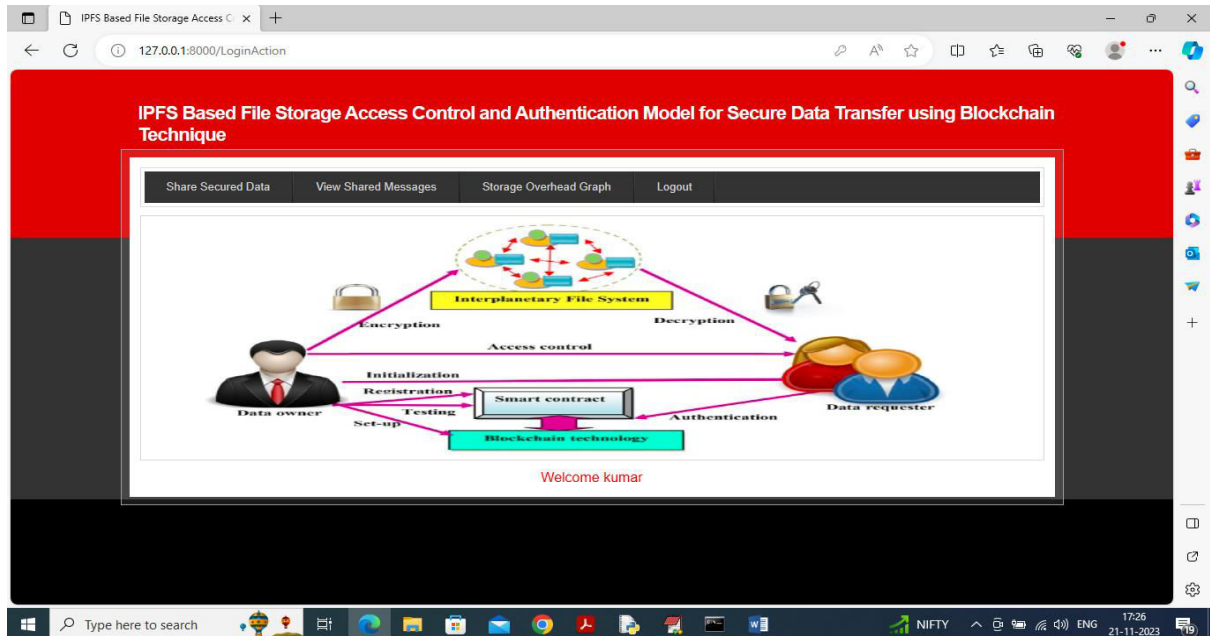 IPFS Based File Storage Access C
127.0.0.1:8000/LoginAction
IPFS Based File Storage Access Control and Authentication Model for Secure Data Transfer using Blockchain
Technique
Share Secured Data View Shared Messages Storage Overhead Graph Logout
Interplanetary File System
Encryption
Decryption
Access control
Initialization
Registration
Smart contract
Data owner
Testing
Authentication
Data requester
Set-up
Blockchain technology
Welcome kumar
Type here to search
NIFTY
ENG
17:26
21-11-2023
19